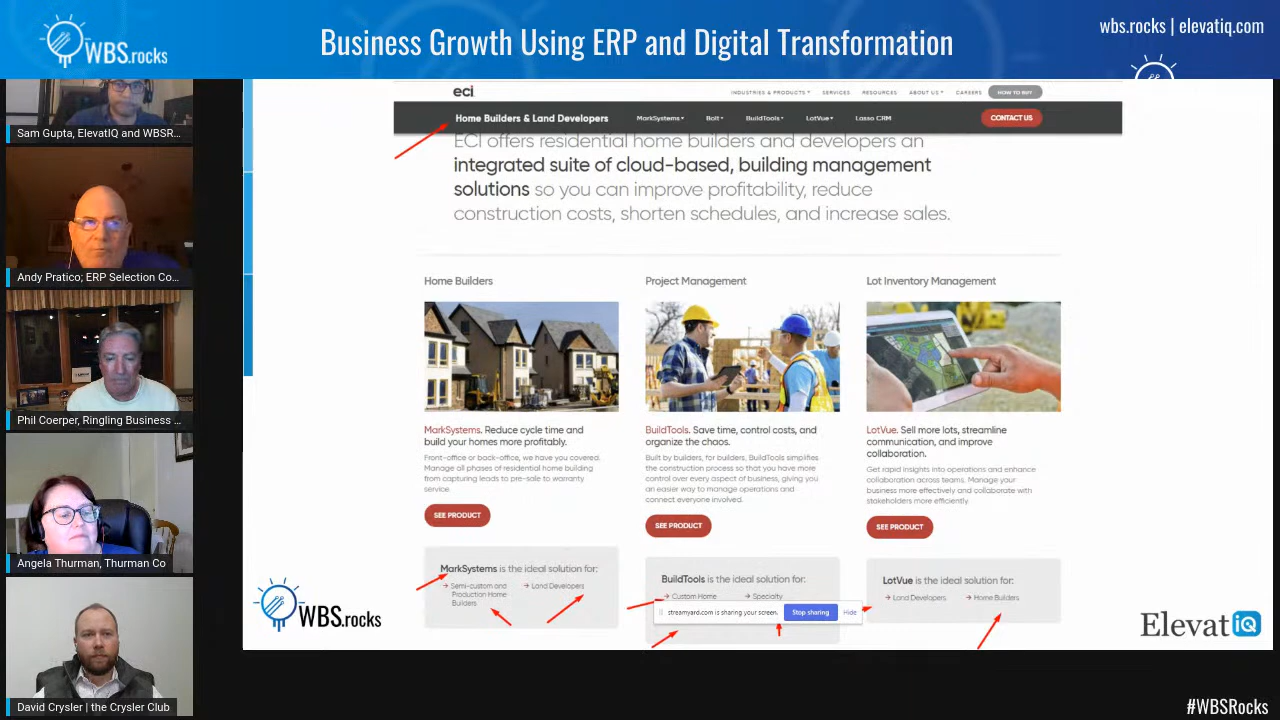 WBS.rocks
Business Growth Using ERP and Digital Transformation
wbs.rocks | elevatiq.com
Sam Gupta, ElevatIQ and WBSR...
Andy Pratico; ERP Selection Co...
Phil Coerper, Ringling Business ...
Angela Thurman, Thurman Co
David Crysler | the Crysler Club
eci
INDUSTRIES & PRODUCTS
SERVICES
RESOURCES
ABOUT US
CAREERS
HOW TO BUY
Home Builders & Land Developers
MarkSystems
Bolt
BuildTools
LotVue
Lasso CRM
CONTACT US
ECI offers residential home builders and developers an
integrated suite of cloud-based, building management
solutions so you can improve profitability, reduce
construction costs, shorten schedules, and increase sales.
Home Builders
MarkSystems. Reduce cycle time and
build your homes more profitably.
Front-office or back-office, we have you covered.
Manage all phases of residential home building
from capturing leads to pre-sale to warranty
service.
SEE PRODUCT
MarkSystems is the ideal solution for:
Semi-custom and
Production Home
Builders
Land Developers
Project Management
BuildTools. Save time, control costs, and
organize the chaos.
Built by builders, for builders, BuildTools simplifies
the construction process so that you have more
control over every aspect of business, giving you
an easier way to manage operations and
connect everyone involved.
SEE PRODUCT
BuildTools is the ideal solution for:
Custom Home
Specialty
streamyard.com is sharing your screen.
Stop sharing
Hide
Lot Inventory Management
LotVue. Sell more lots, streamline
communication, and improve
collaboration.
Get rapid insights into operations and enhance
collaboration across teams. Manage your
business more effectively and collaborate with
stakeholders more efficiently.
SEE PRODUCT
LotVue is the ideal solution for:
Land Developers
Home Builders
WBS.rocks
ElevatIQ
#WBSRocks